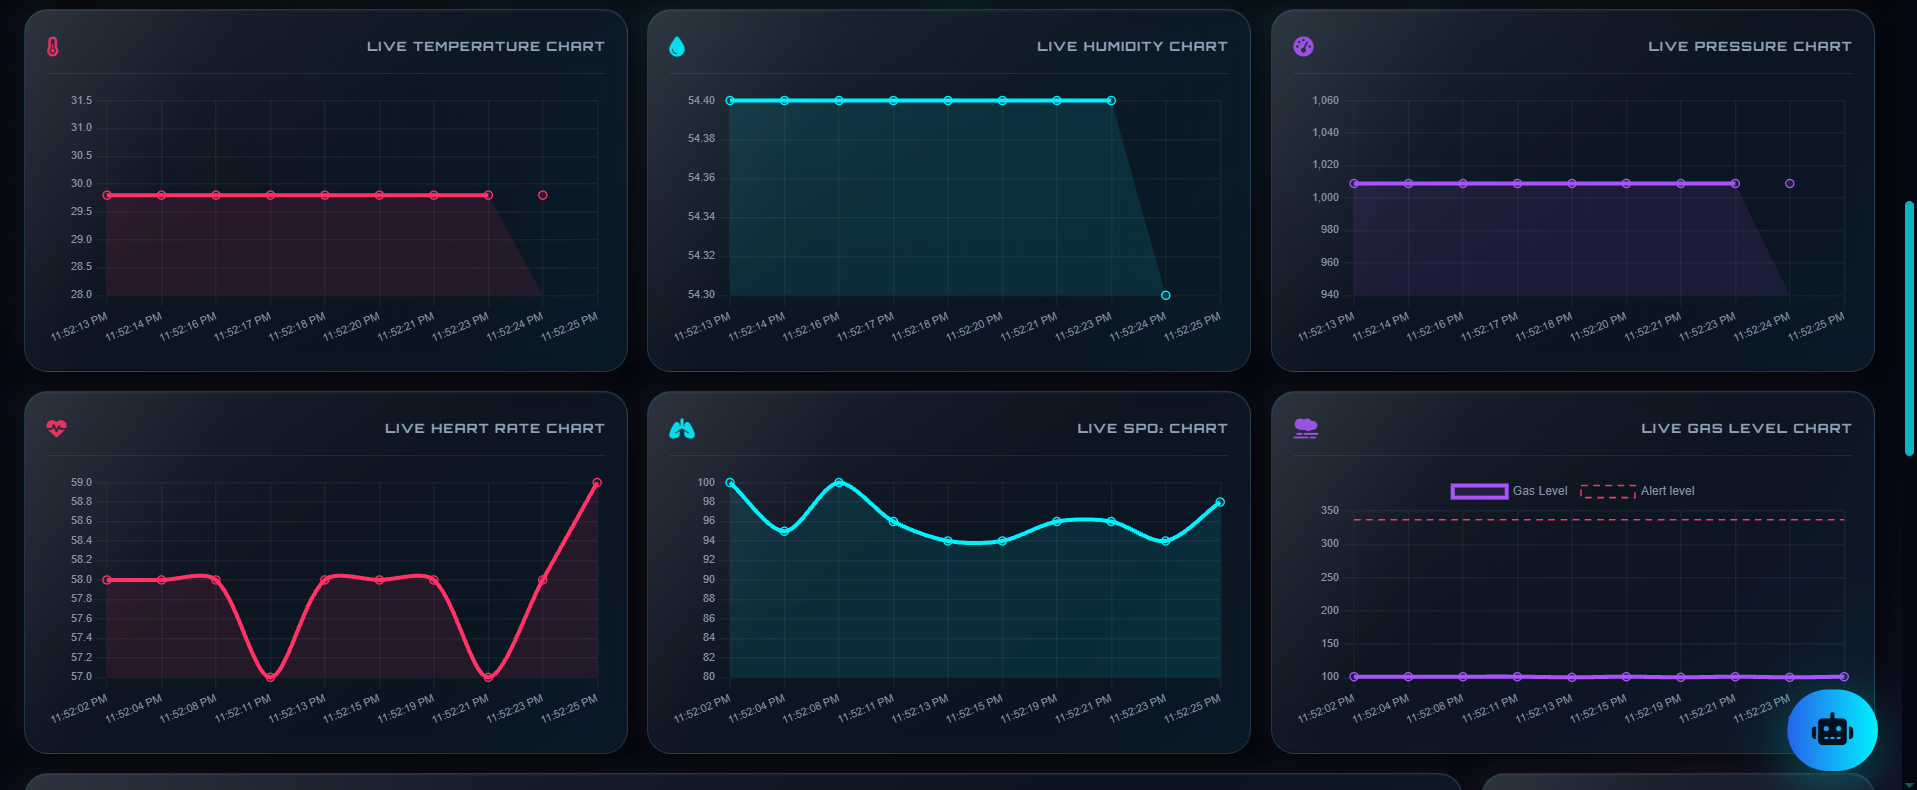 LIVE TEMPERATURE CHART
31.5
31.0
30.5
30.0
29.5
29.0
28.5
28.0
11:52:13 PM
11:52:14 PM
11:52:16 PM
11:52:17 PM
11:52:18 PM
11:52:20 PM
11:52:21 PM
11:52:23 PM
11:52:24 PM
11:52:25 PM
LIVE HUMIDITY CHART
54.40
54.38
54.36
54.34
54.32
54.30
11:52:13 PM
11:52:14 PM
11:52:16 PM
11:52:17 PM
11:52:18 PM
11:52:20 PM
11:52:21 PM
11:52:23 PM
11:52:24 PM
11:52:25 PM
LIVE PRESSURE CHART
1,060
1,040
1,020
1,000
980
960
940
11:52:13 PM
11:52:14 PM
11:52:16 PM
11:52:17 PM
11:52:18 PM
11:52:20 PM
11:52:21 PM
11:52:23 PM
11:52:24 PM
11:52:25 PM
LIVE HEART RATE CHART
59.0
58.8
58.6
58.4
58.2
58.0
57.8
57.6
57.4
57.2
57.0
11:52:02 PM
11:52:04 PM
11:52:08 PM
11:52:11 PM
11:52:13 PM
11:52:15 PM
11:52:19 PM
11:52:21 PM
11:52:23 PM
11:52:25 PM
LIVE SPO₂ CHART
100
98
96
94
92
90
88
86
84
82
80
11:52:02 PM
11:52:04 PM
11:52:08 PM
11:52:11 PM
11:52:13 PM
11:52:15 PM
11:52:19 PM
11:52:21 PM
11:52:23 PM
11:52:25 PM
LIVE GAS LEVEL CHART
Gas Level
Alert level
350
300
250
200
150
100
11:52:02 PM
11:52:04 PM
11:52:08 PM
11:52:11 PM
11:52:13 PM
11:52:15 PM
11:52:19 PM
11:52:21 PM
11:52:23 PM